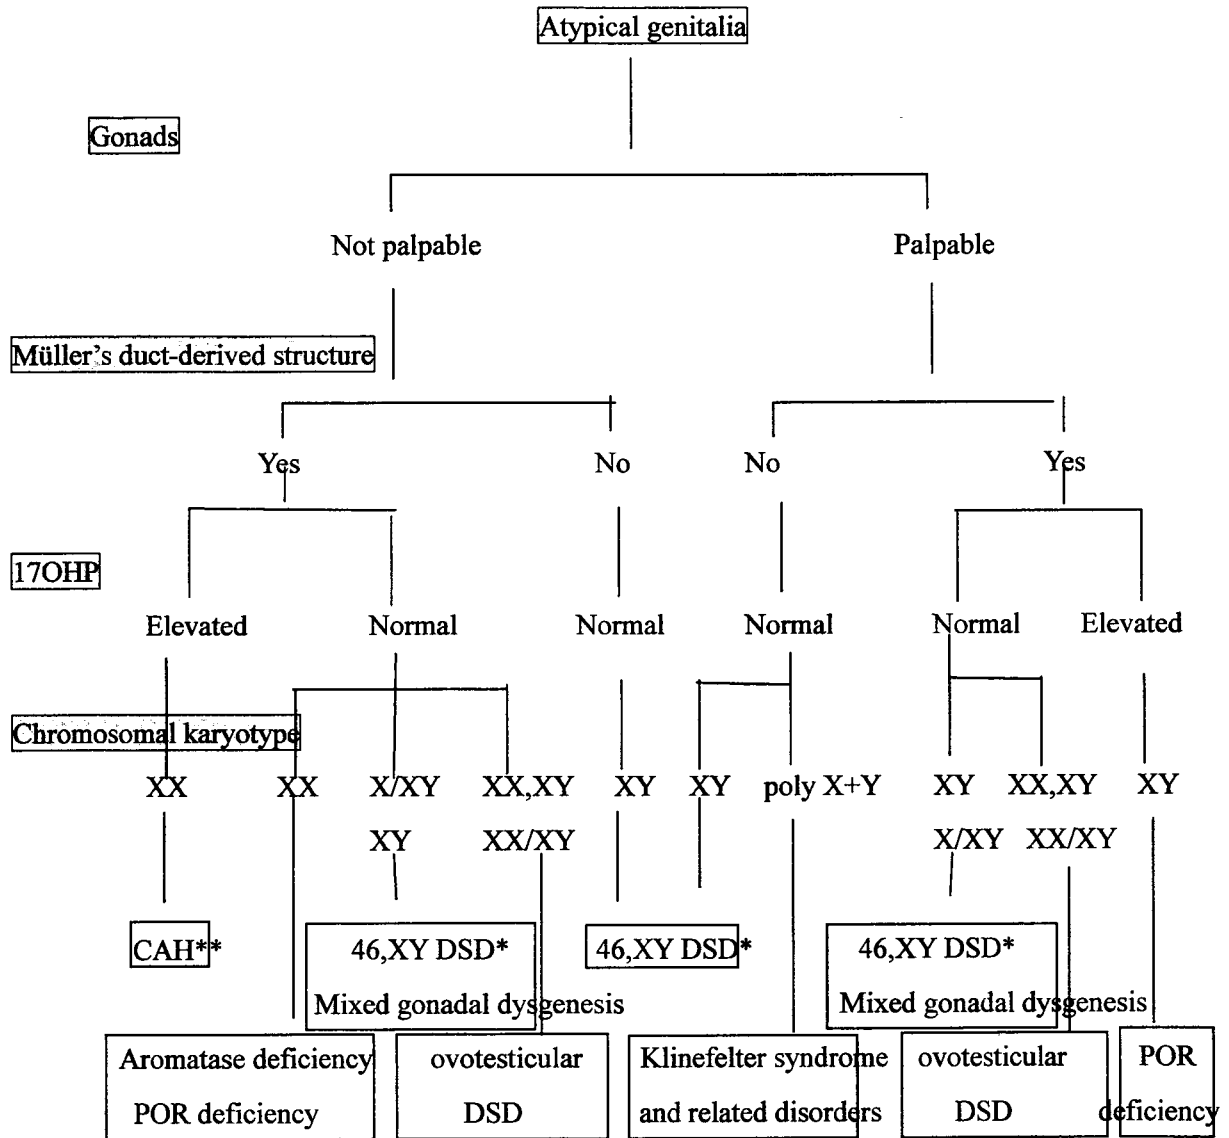 Atypical genitalia
Gonads
Not palpable
Palpable
Müller's duct-derived structure
Yes
No
No
Yes
17OHP
Elevated
Normal
Normal
Normal
Normal
Elevated
Chromosomal karyotype
XX
XX
X/XY
XX,XY
XY
XY
poly X+Y
XY
XX,XY
XY
XY
XX/XY
X/XY
XX/XY
CAH**
46,XY DSD*
Mixed gonadal dysgenesis
46,XY DSD*
46,XY DSD*
Mixed gonadal dysgenesis
Aromatase deficiency
POR deficiency
ovotesticular
DSD
Klinefelter syndrome
and related disorders
ovotesticular
DSD
POR
deficiency